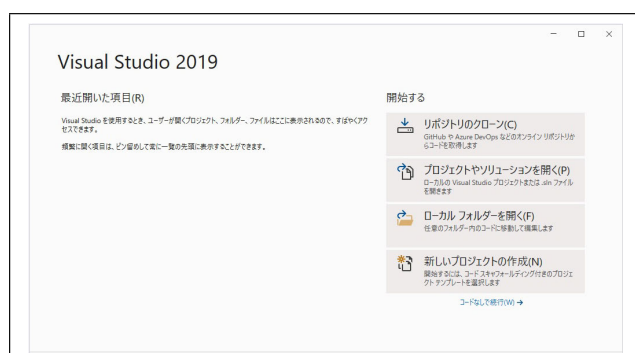 Visual Studio 2019
最近開いた項目(R)
Visual Studio を使用するとき、ユーザーが開くプロジェクト、フォルダー、ファイルはここに表示されるので、すばやくアク
セスできます。
頻繁に開く項目は、ピン留めして常に一覧の先頭に表示することができます。
開始する
リポジトリのクローン(C)
GitHub や Azure DevOps などのオンライン リポジトリか
らコードを取得します
プロジェクトやソリューションを開く(P)
ローカルの Visual Studio プロジェクトまたは .sln ファイル
を開きます
ローカル フォルダーを開く(F)
任意のフォルダー内のコードに移動して編集します
新しいプロジェクトの作成(N)
開始するには、コード スキャフォールディング付きのプロジェ
クト テンプレートを選択します
コードなしで続行(W) →